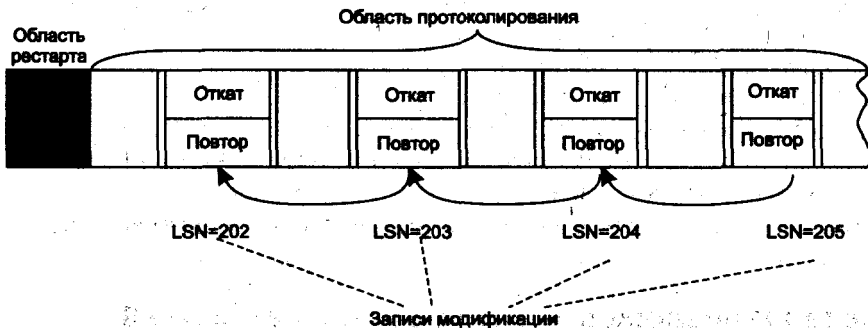 Область протоколирования
Область
рестарта
Откат Откат Откат Откат
Повтор Повтор Повтор Повтор
LSN=202 LSN=203 LSN=204 LSN=205
Записи модификации